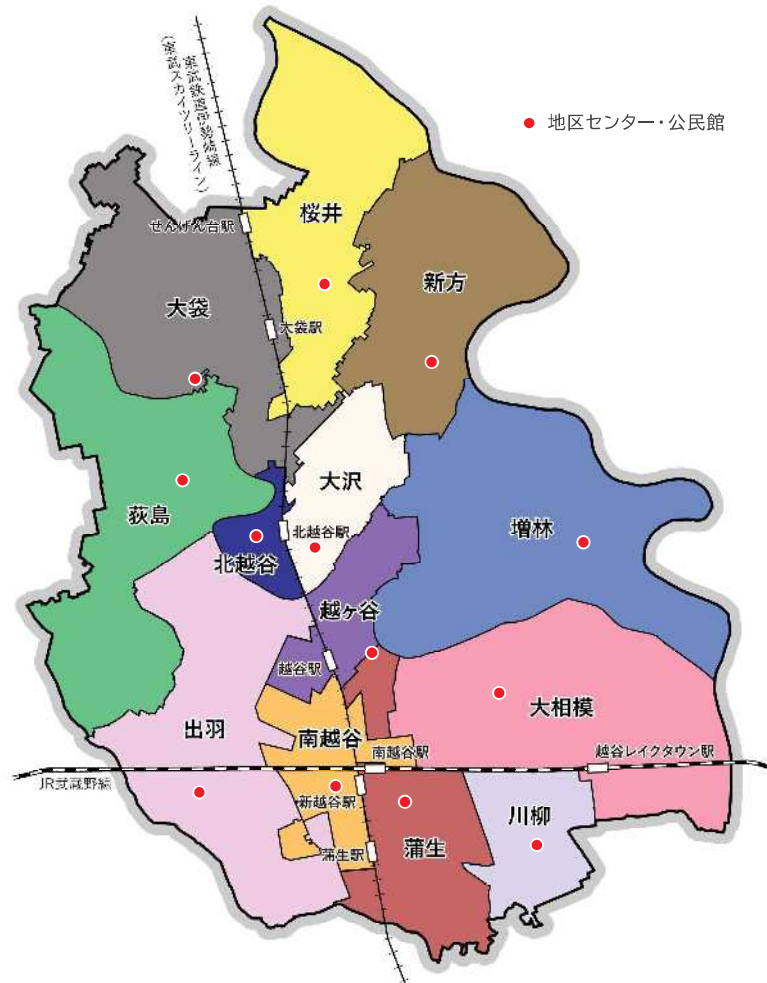 東武鉄道伊勢崎線
(東武スカイツリーライン)
地区センター・公民館
桜井
せんげん台駅
新方
大袋
大袋駅
大沢
荻島
北越谷駅
増林
北越谷
越ヶ谷
越谷駅
大相模
出羽
南越谷
南越谷駅
越谷レイクタウン駅
JR武蔵野線
新越谷駅
川柳
蒲生
蒲生駅